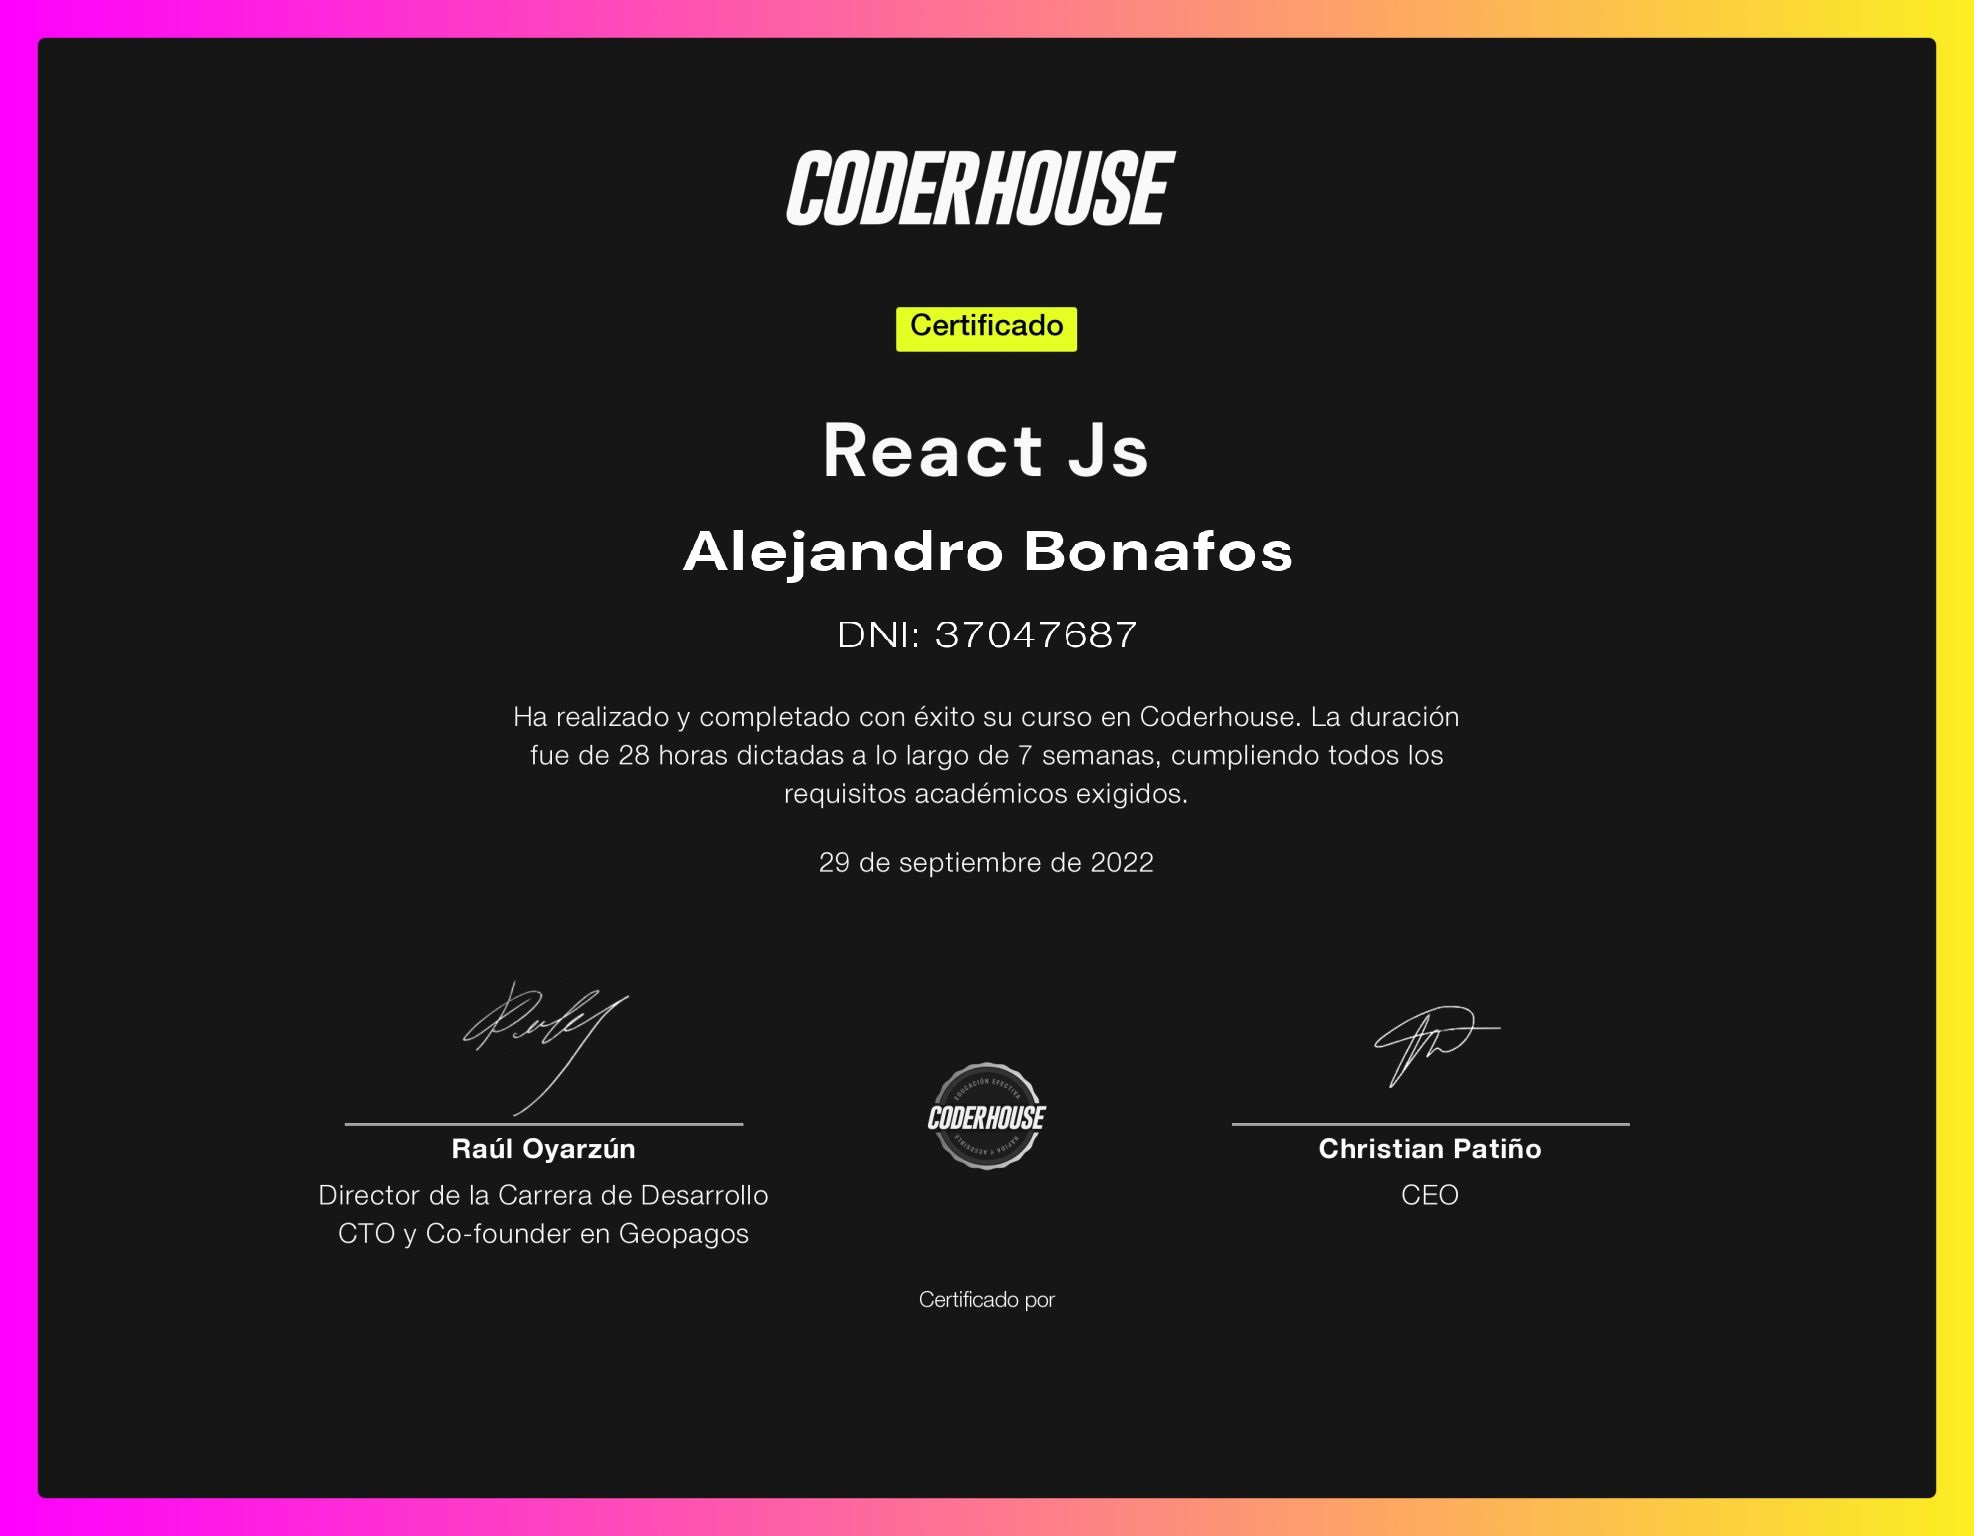 CODERHOUSE
Certificado
React Js
Alejandro Bonafos
DNI: 37047687
Ha realizado y completado con éxito su curso en Coderhouse. La duración
fue de 28 horas dictadas a lo largo de 7 semanas, cumpliendo todos los
requisitos académicos exigidos.
29 de septiembre de 2022
EDUCACIÓN EFECTIVA
CODERHOUSE
RÁPIDA Y ACCESIBLE
Raúl Oyarzún
Director de la Carrera de Desarrollo
CTO y Co-founder en Geopagos
Christian Patiño
CEO
Certificado por